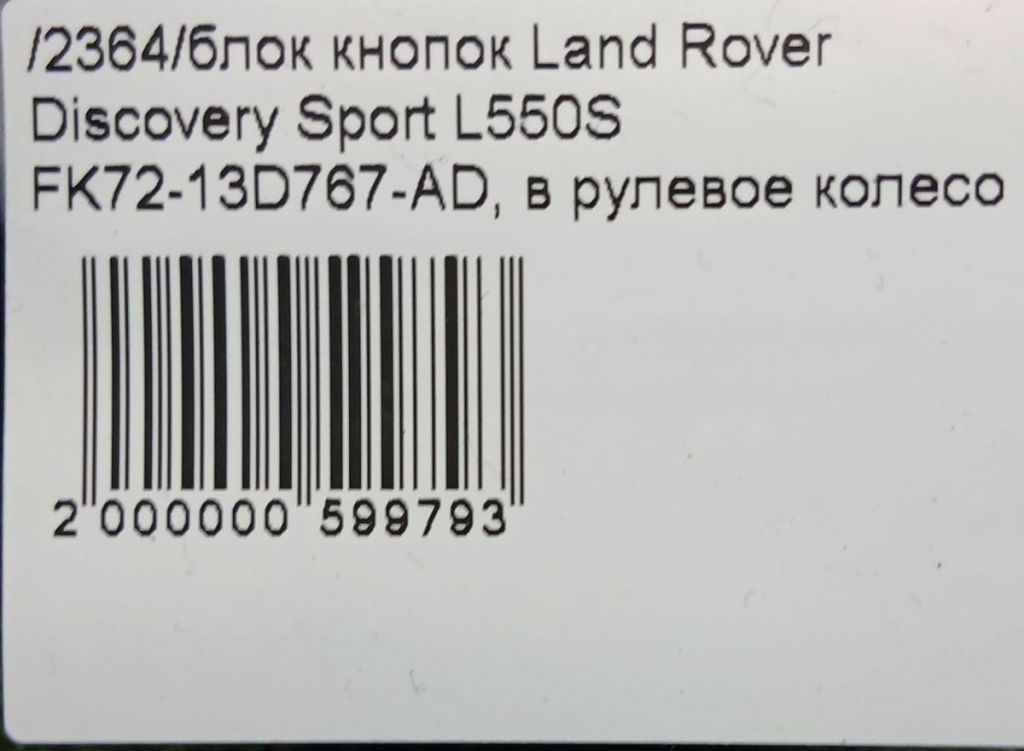 /2364/блок кнопок Land Rover
Discovery Sport L550S
FK72-13D767-AD, в рулевое колесо
2 000000 599793